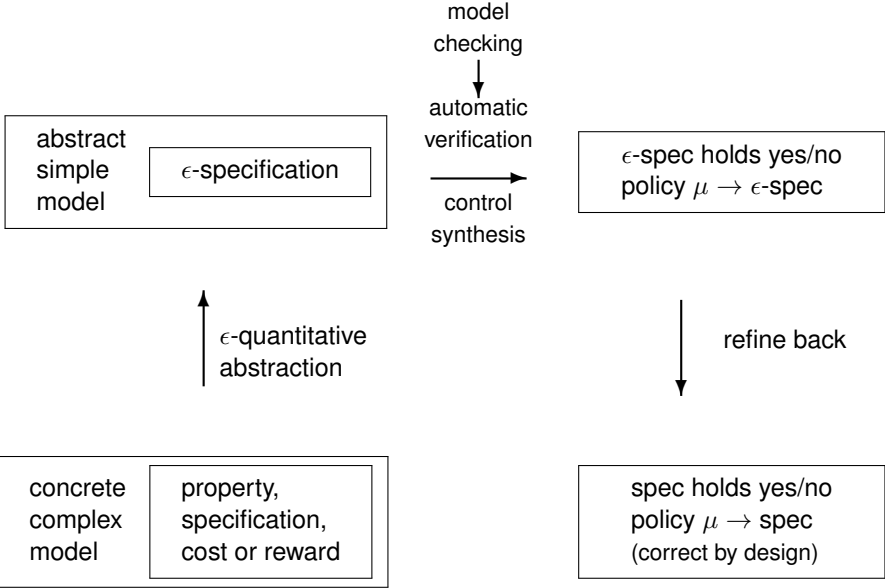 model
checking
automatic
verification
abstract
simple
model
ϵ-specification
control
synthesis
ϵ-spec holds yes/no
policy μ → ϵ-spec
ϵ-quantitative
abstraction
refine back
concrete
complex
model
property,
specification,
cost or reward
spec holds yes/no
policy μ → spec
(correct by design)